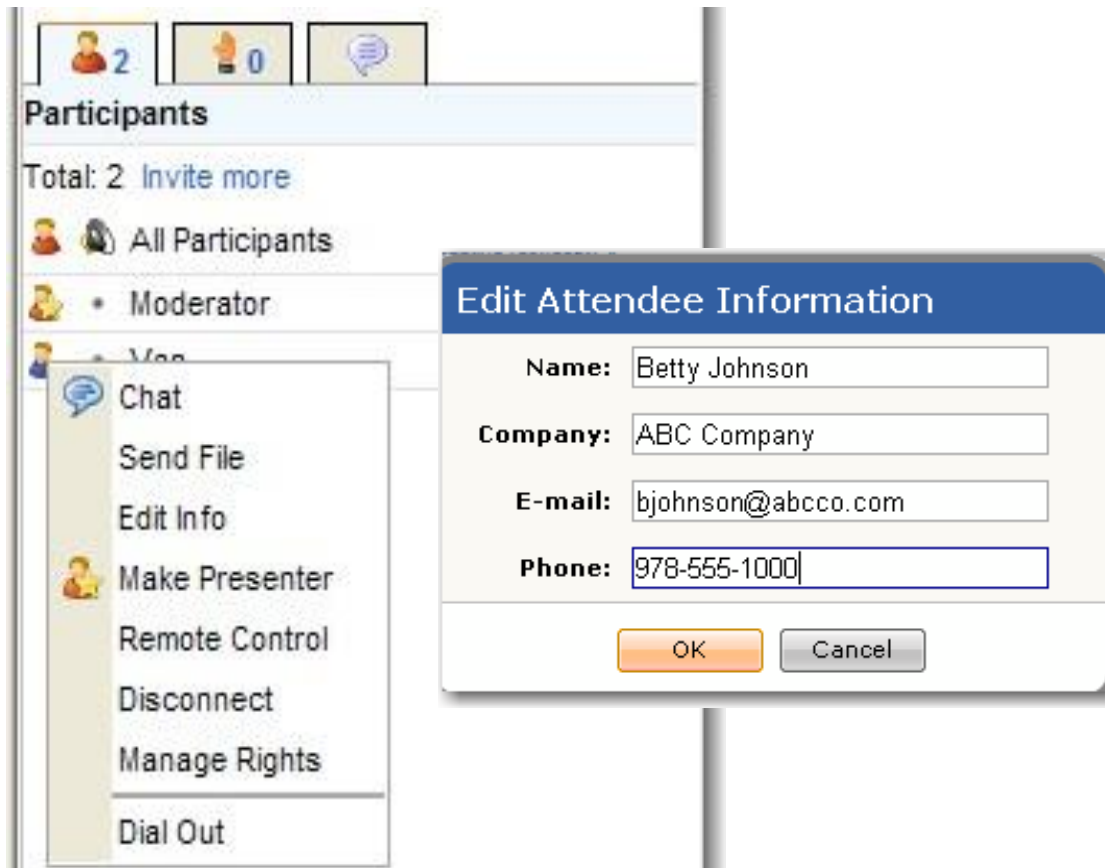 2
0
Participants
Total: 2 Invite more
All Participants
Moderator
Chat
Send File
Edit Info
Make Presenter
Remote Control
Disconnect
Manage Rights
Dial Out
Edit Attendee Information
Name: Betty Johnson
Company: ABC Company
E-mail: bjohnson@abcco.com
Phone: 978-555-1000
OK Cancel